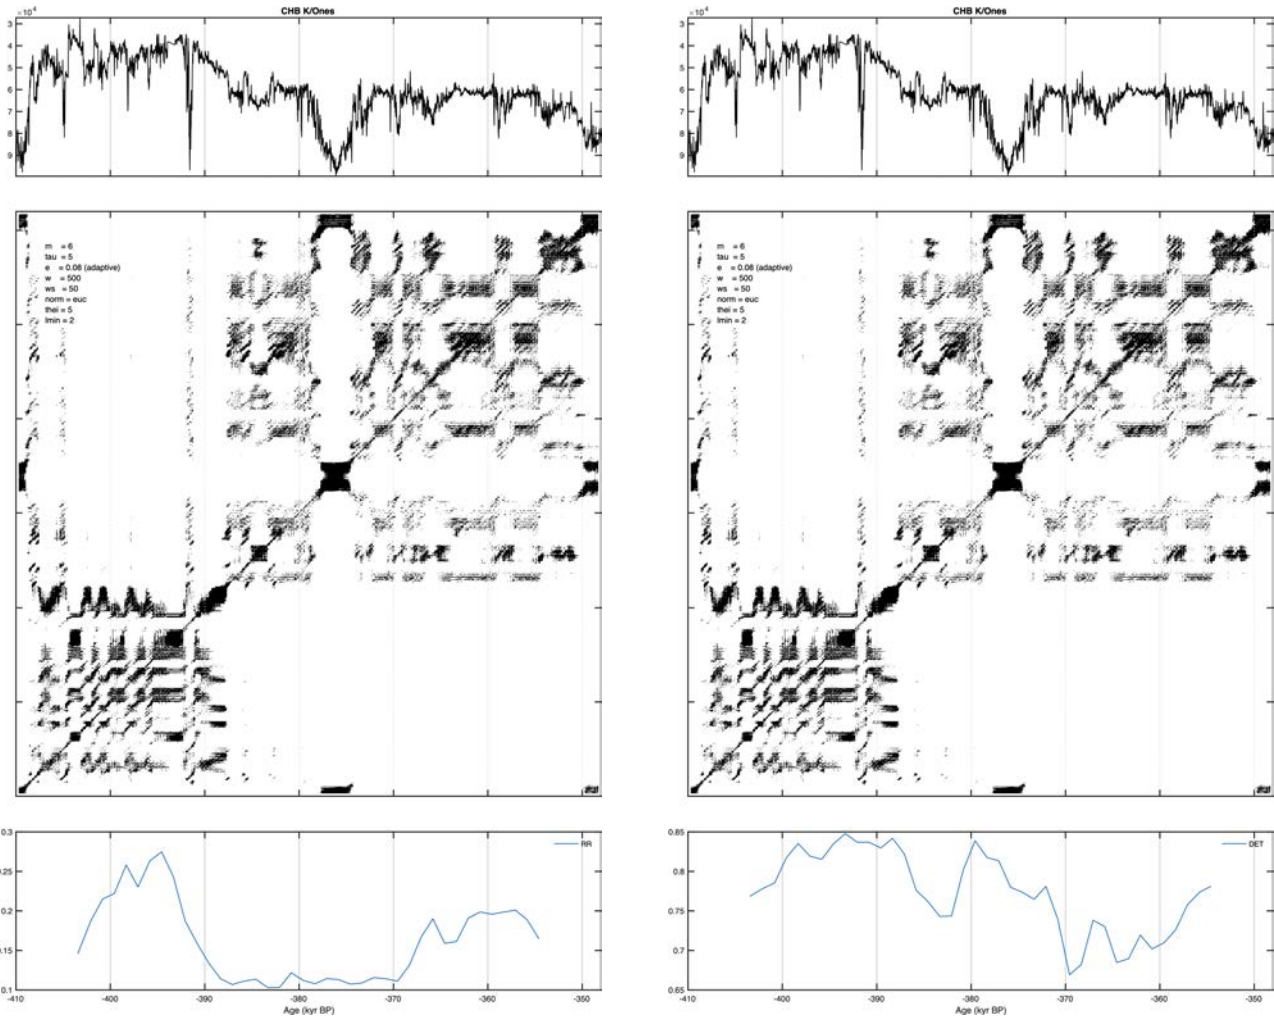 CHB K/Ones
×10⁴
3
4
5
6
7
8
9
m = 6
tau = 5
e = 0.08 (adaptive)
w = 500
ws = 50
norm = euc
thei = 5
lmin = 2
0.3
0.25
0.2
0.15
0.1
RR
-410 -400 -390 -380 -370 -360 -350
Age (kyr BP)
CHB K/Ones
×10⁴
3
4
5
6
7
8
9
m = 6
tau = 5
e = 0.08 (adaptive)
w = 500
ws = 50
norm = euc
thei = 5
lmin = 2
0.85
0.8
0.75
0.7
0.65
DET
-410 -400 -390 -380 -370 -360 -350
Age (kyr BP)